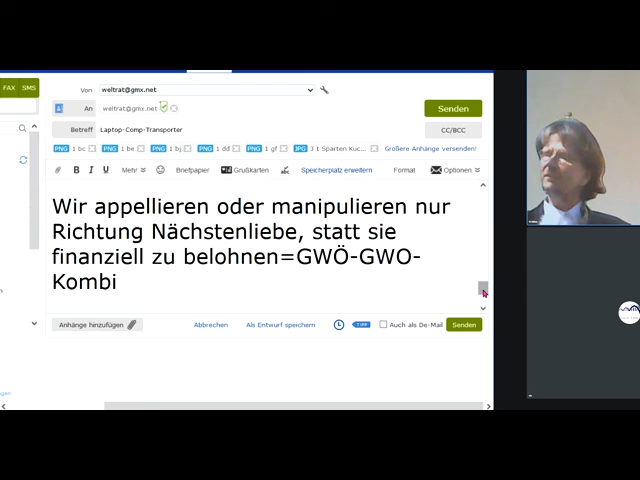 FAX SMS
Von weltrat@gmx.net
An weltrat@gmx.net Senden
Betreff Laptop-Comp-Transporter CC/BCC
PNG 1 bc PNG 1 be PNG 1 bj PNG 1 dd PNG 1 gf JPG 3 t Sparten Kuc... Größere Anhänge versenden!
B I U Mehr Briefpapier Grußkarten Speicherplatz erweitern Format Optionen
Wir appellieren oder manipulieren nur
Richtung Nächstenliebe, statt sie
finanziell zu belohnen=GWÖ-GWO-
Kombi
Anhänge hinzufügen Abbrechen Als Entwurf speichern TIPP Auch als De-Mail Senden